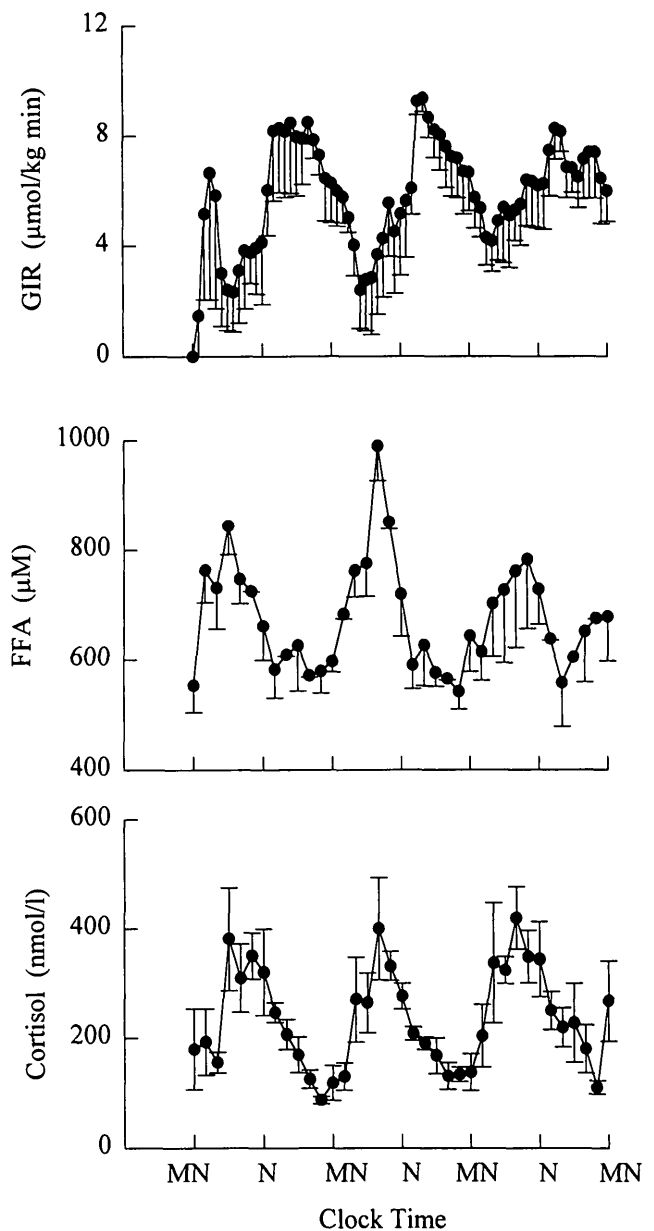 12
8
4
0
GIR (μmol/kg min)
1000
800
600
400
FFA (μM)
600
400
200
0
Cortisol (nmol/l)
MN N MN N MN N MN
Clock Time